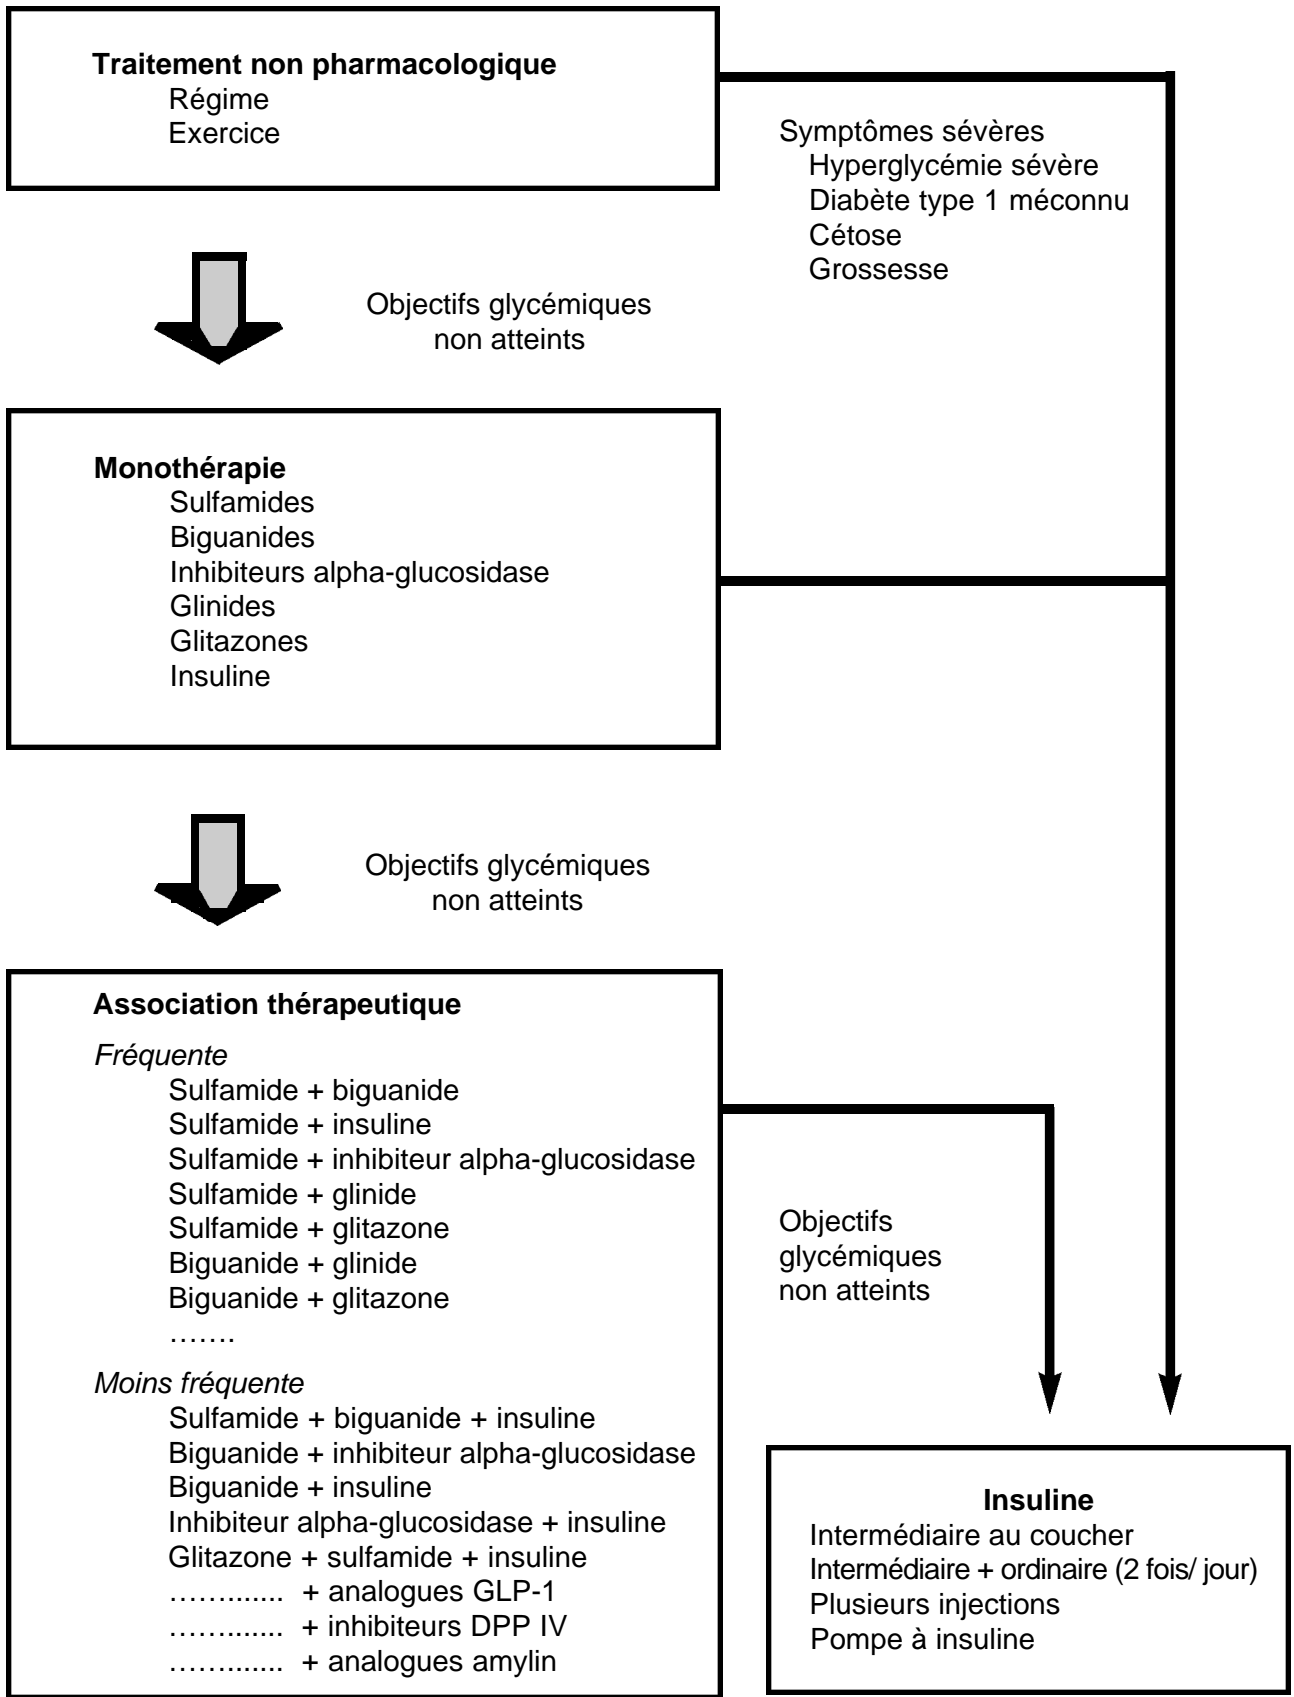 Traitement non pharmacologique
Régime
Exercice
Symptômes sévères
Hyperglycémie sévère
Diabète type 1 méconnu
Cétose
Grossesse
Objectifs glycémiques
non atteints
Monothérapie
Sulfamides
Biguanides
Inhibiteurs alpha-glucosidase
Glinides
Glitazones
Insuline
Objectifs glycémiques
non atteints
Association thérapeutique
Fréquente
Sulfamide + biguanide
Sulfamide + insuline
Sulfamide + inhibiteur alpha-glucosidase
Sulfamide + glinide
Sulfamide + glitazone
Biguanide + glinide
Biguanide + glitazone
…….
Moins fréquente
Sulfamide + biguanide + insuline
Biguanide + inhibiteur alpha-glucosidase
Biguanide + insuline
Inhibiteur alpha-glucosidase + insuline
Glitazone + sulfamide + insuline
……....... + analogues GLP-1
……....... + inhibiteurs DPP IV
……....... + analogues amylin
Objectifs
glycémiques
non atteints
Insuline
Intermédiaire au coucher
Intermédiaire + ordinaire (2 fois/ jour)
Plusieurs injections
Pompe à insuline